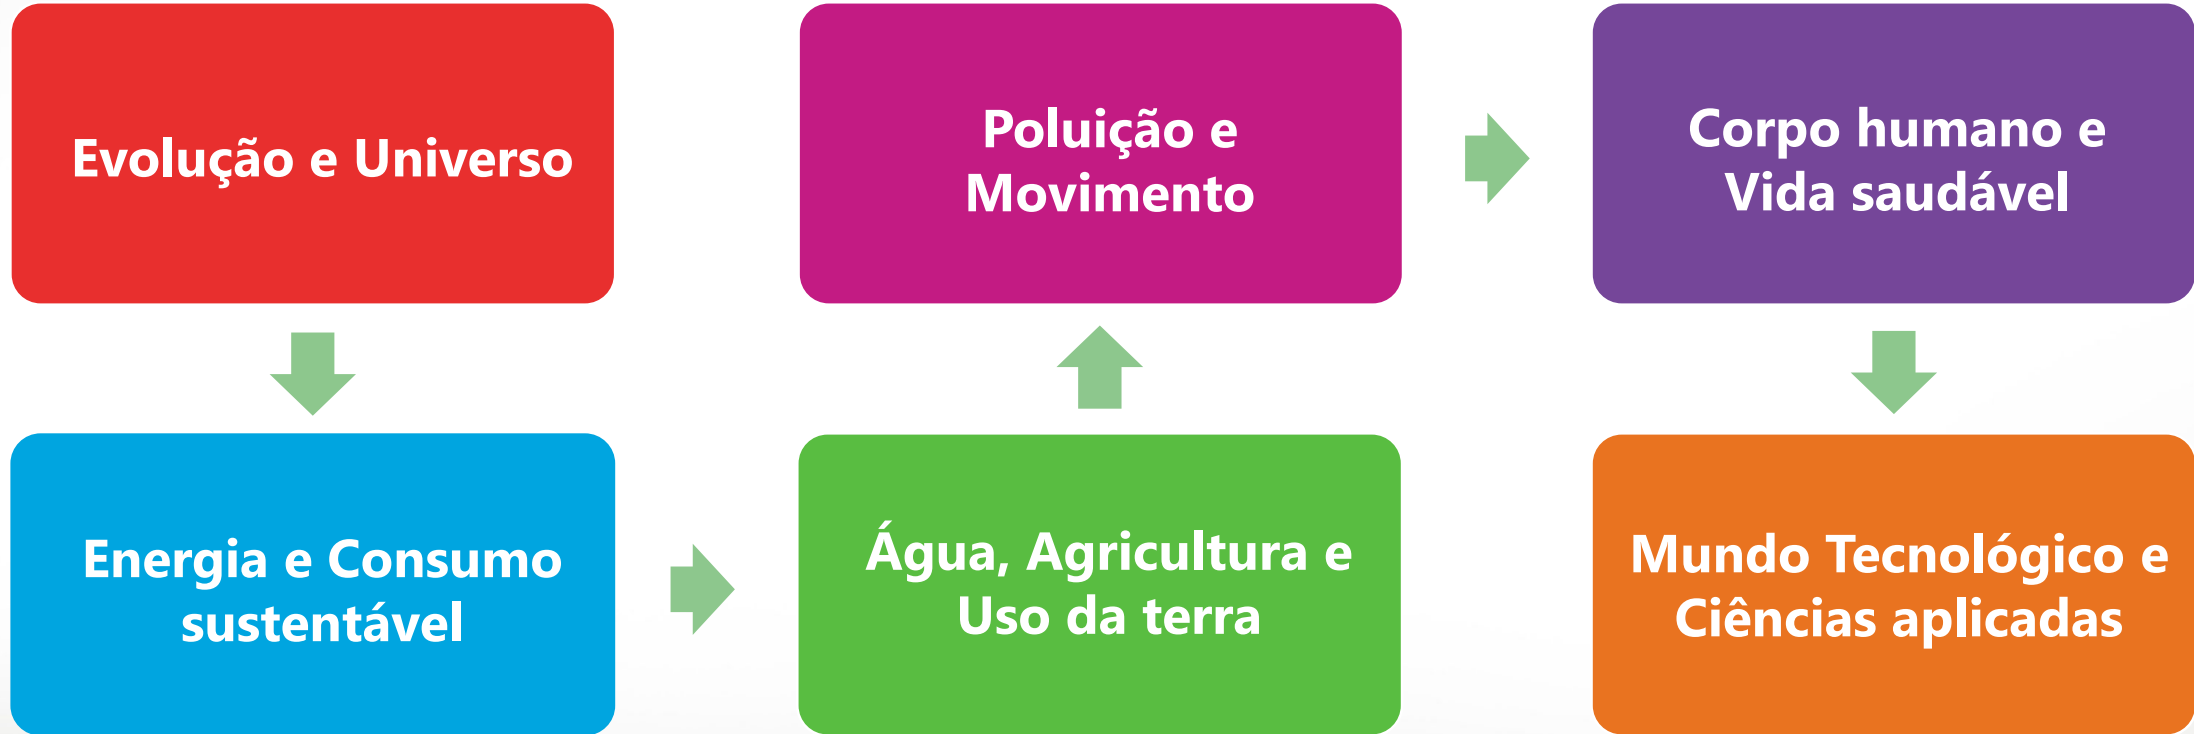 Evolução e Universo
Energia e Consumo
sustentável
Água, Agricultura e
Uso da terra
Poluição e
Movimento
Corpo humano e
Vida saudável
Mundo Tecnológico e
Ciências aplicadas